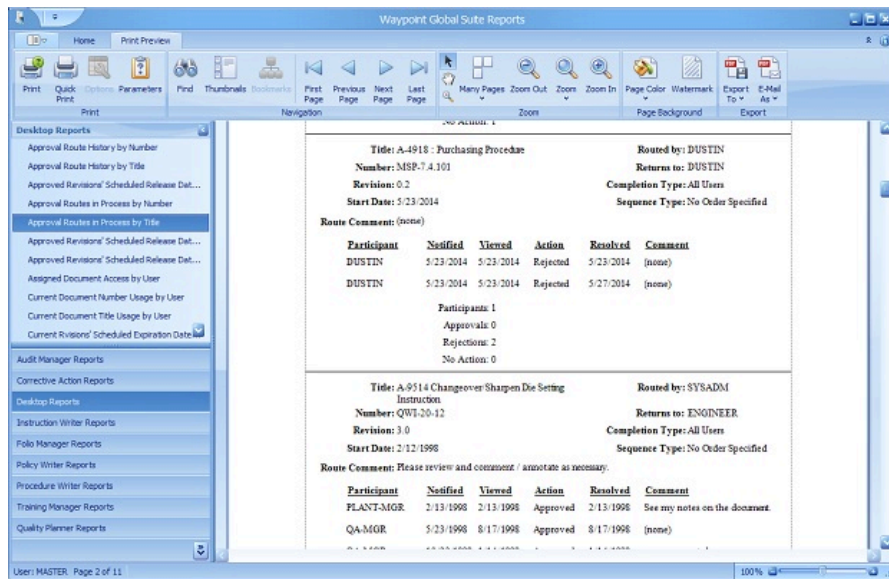 Waypoint Global Suite Reports
Home Print Preview
Print Quick Print Options Parameters Find Thumbnails Bookmarks First Page Previous Page Next Page Last Page Many Pages Zoom Out Zoom Zoom In Page Color Watermark Export To E-Mail As
Print Navigation Zoom Page Background Export
Desktop Reports
Approval Route History by Number
Approval Route History by Title
Approved Revisions' Scheduled Release Dat...
Approval Routes in Process by Number
Approval Routes in Process by Title
Approved Revisions' Scheduled Release Dat...
Approved Revisions' Scheduled Release Dat...
Assigned Document Access by User
Current Document Number Usage by User
Current Document Title Usage by User
Current Rvisions' Scheduled Expiration Date
Audit Manager Reports
Corrective Action Reports
Desktop Reports
Instruction Writer Reports
Folio Manager Reports
Policy Writer Reports
Procedure Writer Reports
Training Manager Reports
Quality Planner Reports
No Action: 1
Title: A-4918 : Purchasing Procedure Routed by: DUSTIN
Number: MSP-7.4.101 Returns to: DUSTIN
Revision: 0.2 Completion Type: All Users
Start Date: 5/23/2014 Sequence Type: No Order Specified
Route Comment: (none)
Participant Notified Viewed Action Resolved Comment
DUSTIN 5/23/2014 5/23/2014 Rejected 5/23/2014 (none)
DUSTIN 5/23/2014 5/23/2014 Rejected 5/27/2014 (none)
Participants: 1
Approvals: 0
Rejections: 2
No Action: 0
Title: A-9514 Changeover/Sharpen Die Setting Routed by: SYSADM
Instruction
Number: QWI-20-12 Returns to: ENGINEER
Revision: 3.0 Completion Type: All Users
Start Date: 2/12/1998 Sequence Type: No Order Specified
Route Comment: Please review and comment / annotate as necessary.
Participant Notified Viewed Action Resolved Comment
PLANT-MGR 2/13/1998 2/13/1998 Approved 2/13/1998 See my notes on the document.
QA-MGR 5/23/1998 8/17/1998 Approved 8/17/1998 (none)
User: MASTER Page 2 of 11 100%